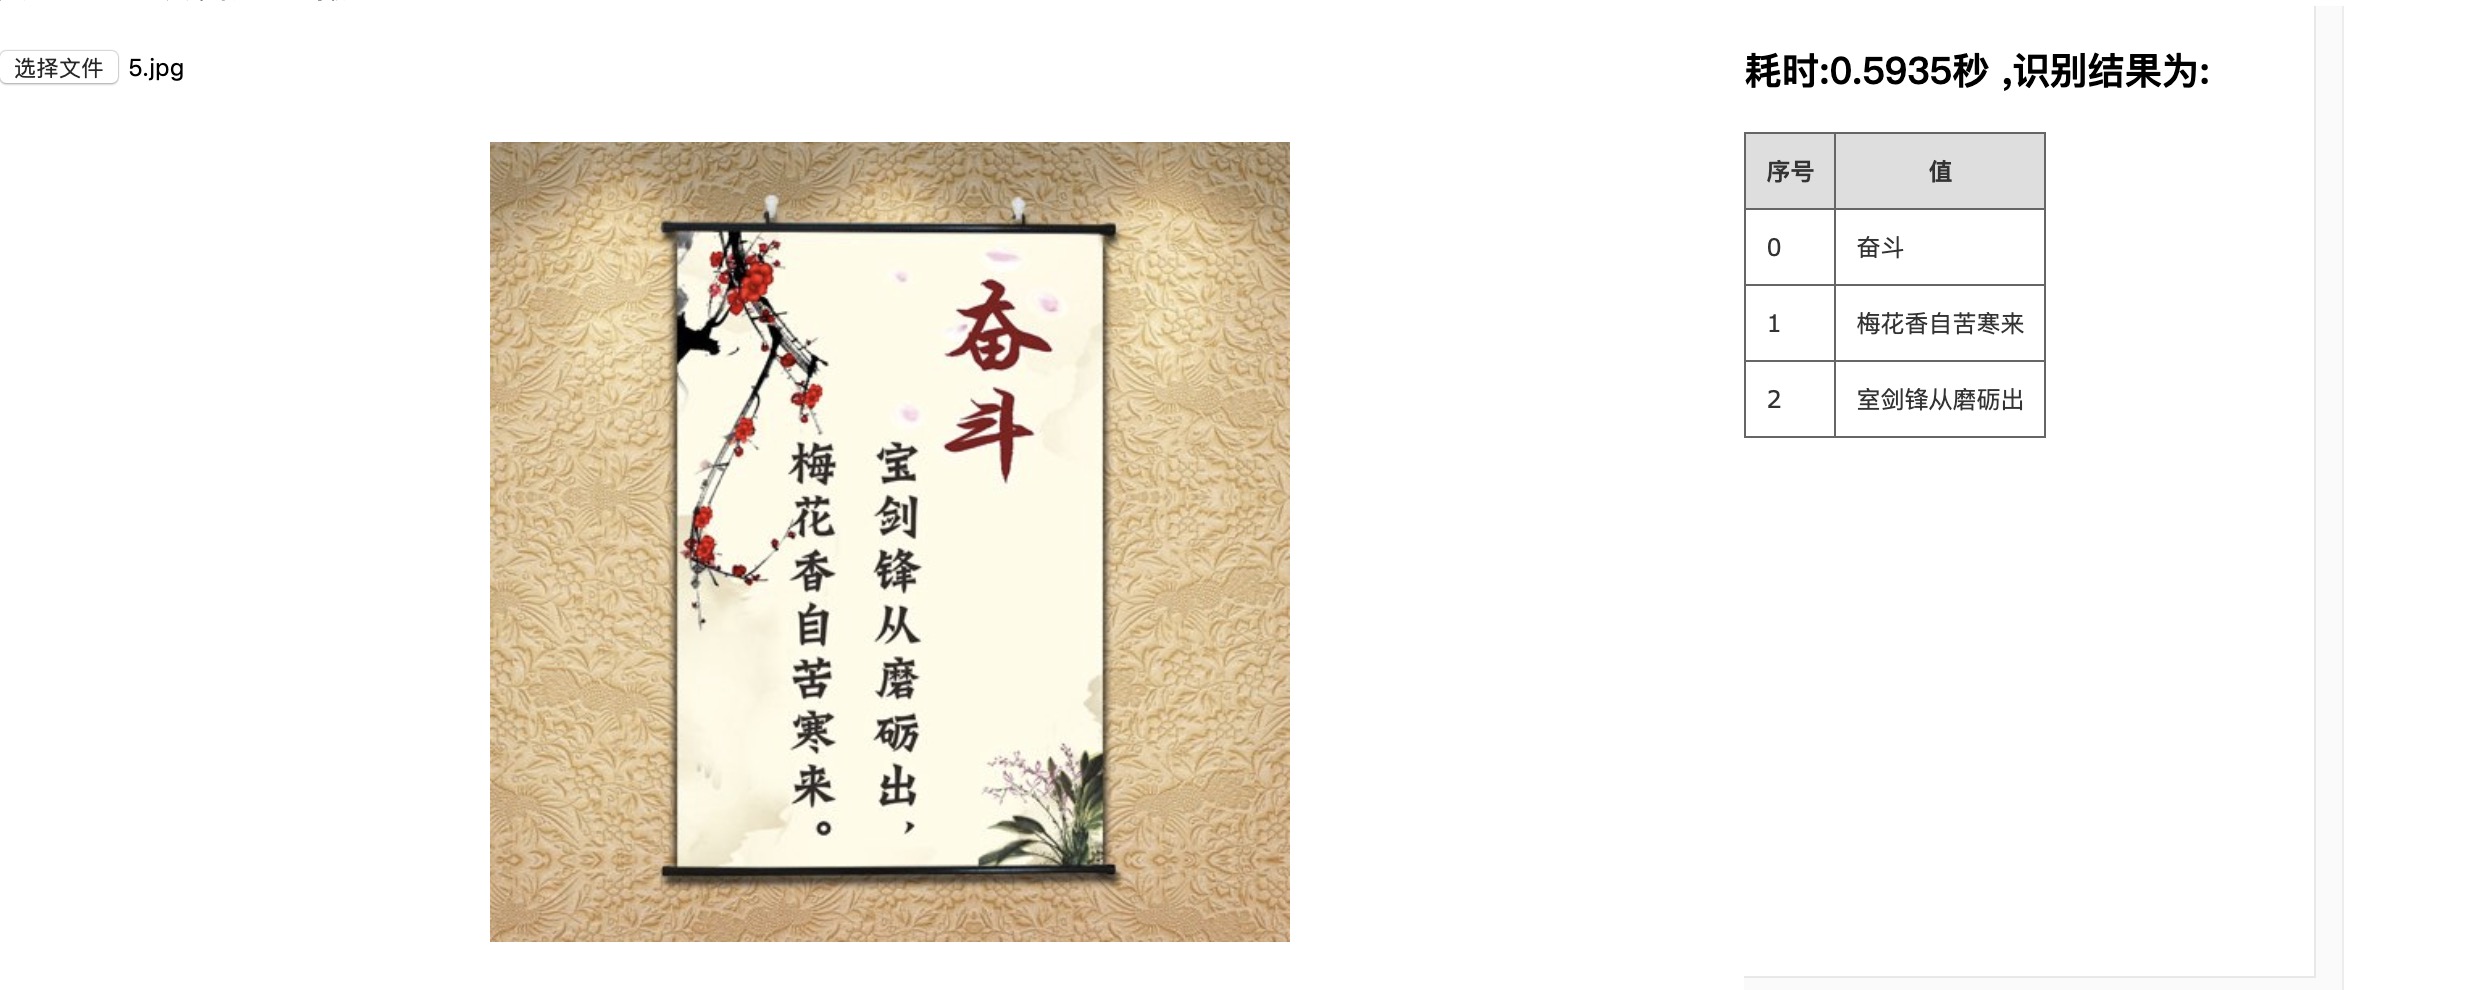 选择文件 5.jpg
奋斗
宝剑锋从磨砺出，
梅花香自苦寒来。
耗时:0.5935秒 ,识别结果为:
序号 值
0 奋斗
1 梅花香自苦寒来
2 室剑锋从磨砺出